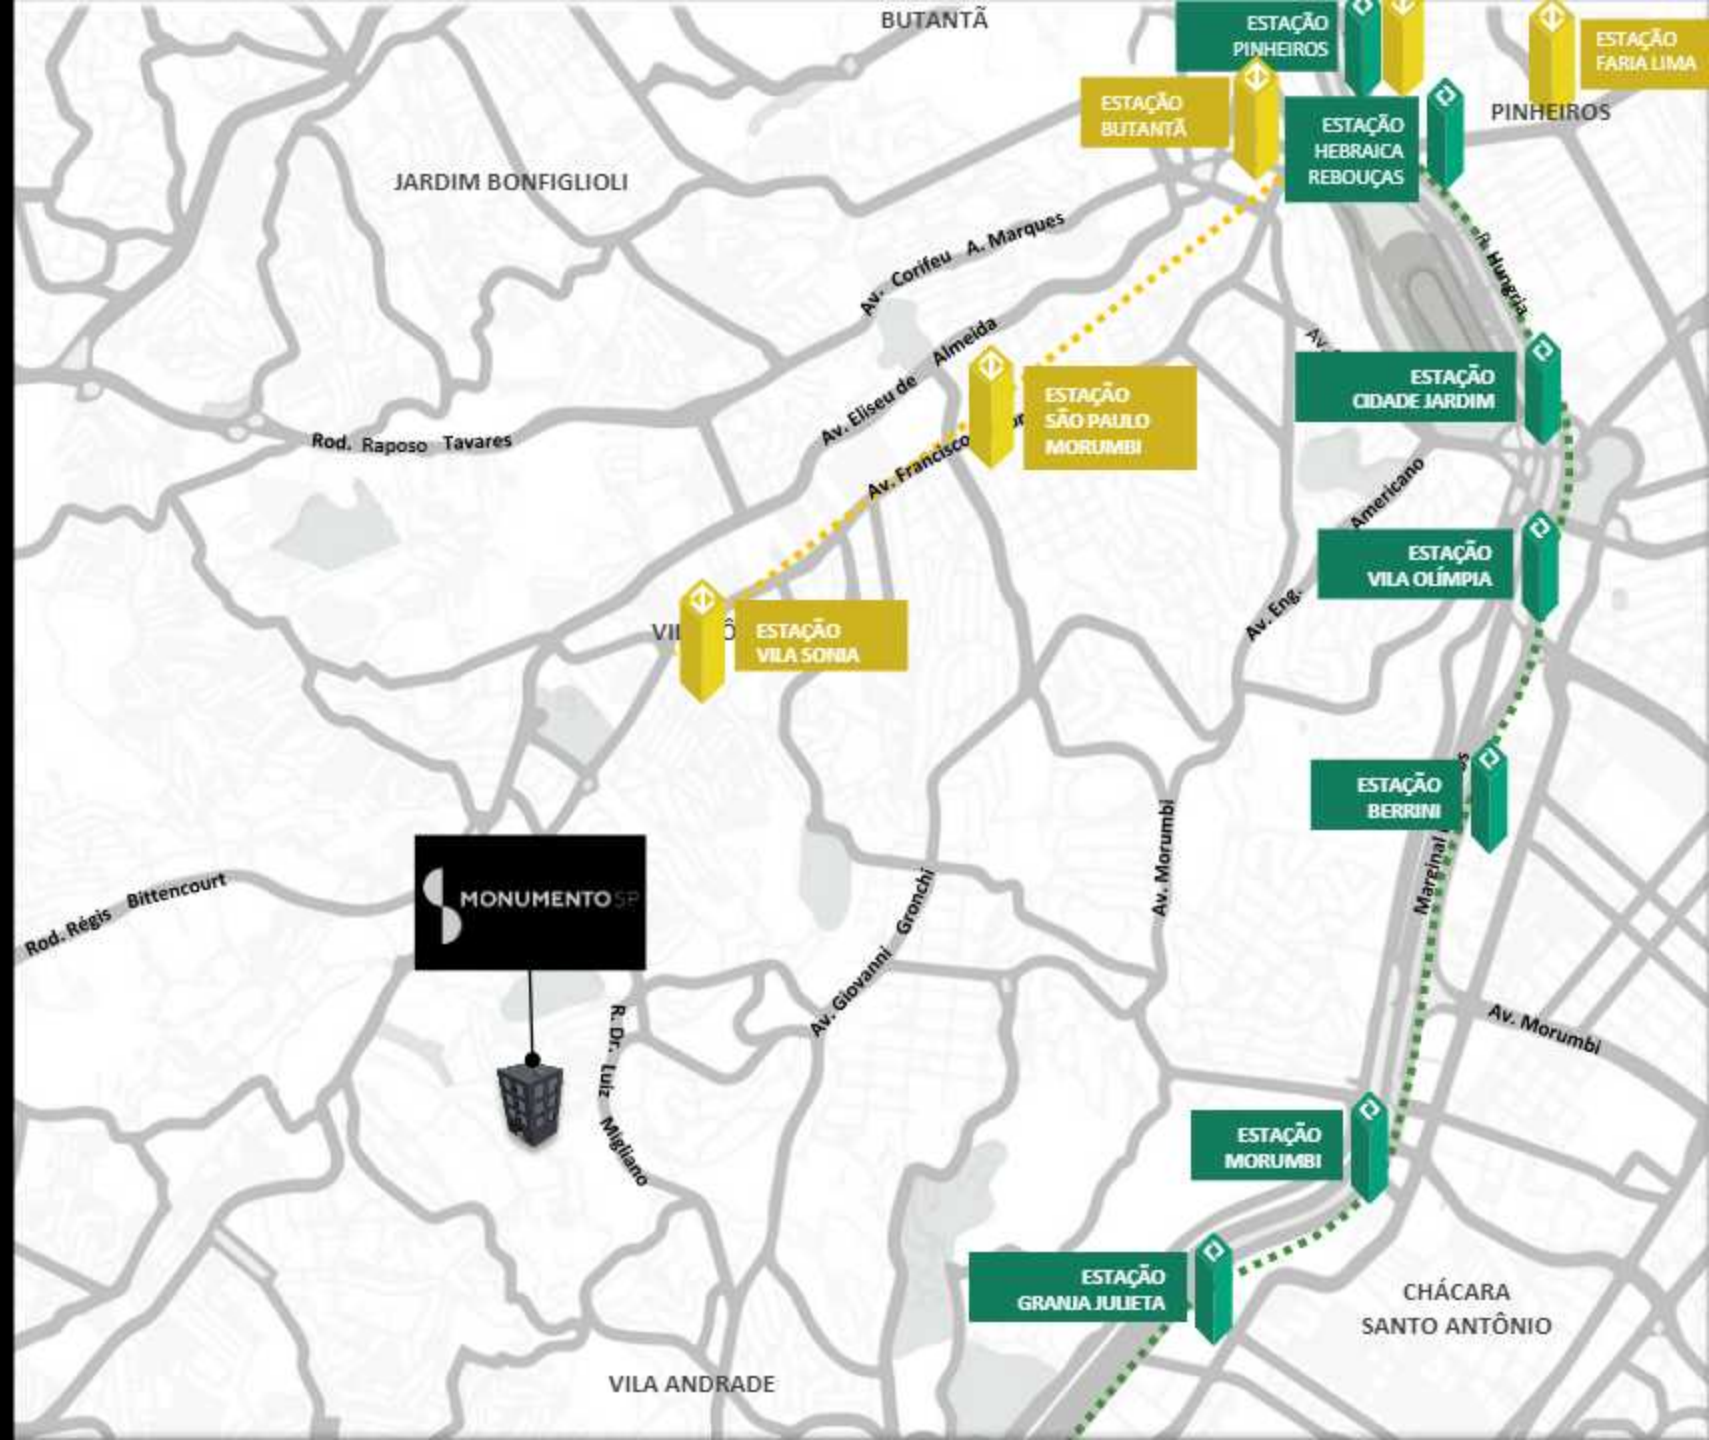 BUTANTÃ
ESTAÇÃO
PINHEIROS
ESTAÇÃO
FARIA LIMA
ESTAÇÃO
BUTANTÃ
ESTAÇÃO
HEBRAICA
REBOUÇAS
PINHEIROS
JARDIM BONFIGLIOLI
Av. Corifeu A. Marques
R. Hungria
Av. Eliseu de Almeida
Av.
ESTAÇÃO
CIDADE JARDIM
ESTAÇÃO
SÃO PAULO
MORUMBI
Rod. Raposo Tavares
Av. Francisco
Av. Eng. Americano
ESTAÇÃO
VILA OLÍMPIA
ESTAÇÃO
VILA SONIA
ESTAÇÃO
BERRINI
Marginal
Av. Morumbi
Rod. Régis Bittencourt
MONUMENTO SP
Av. Giovanni Gronchi
R. Dr. Luiz Migliano
Av. Morumbi
ESTAÇÃO
MORUMBI
ESTAÇÃO
GRANJA JULIETA
CHÁCARA
SANTO ANTÔNIO
VILA ANDRADE